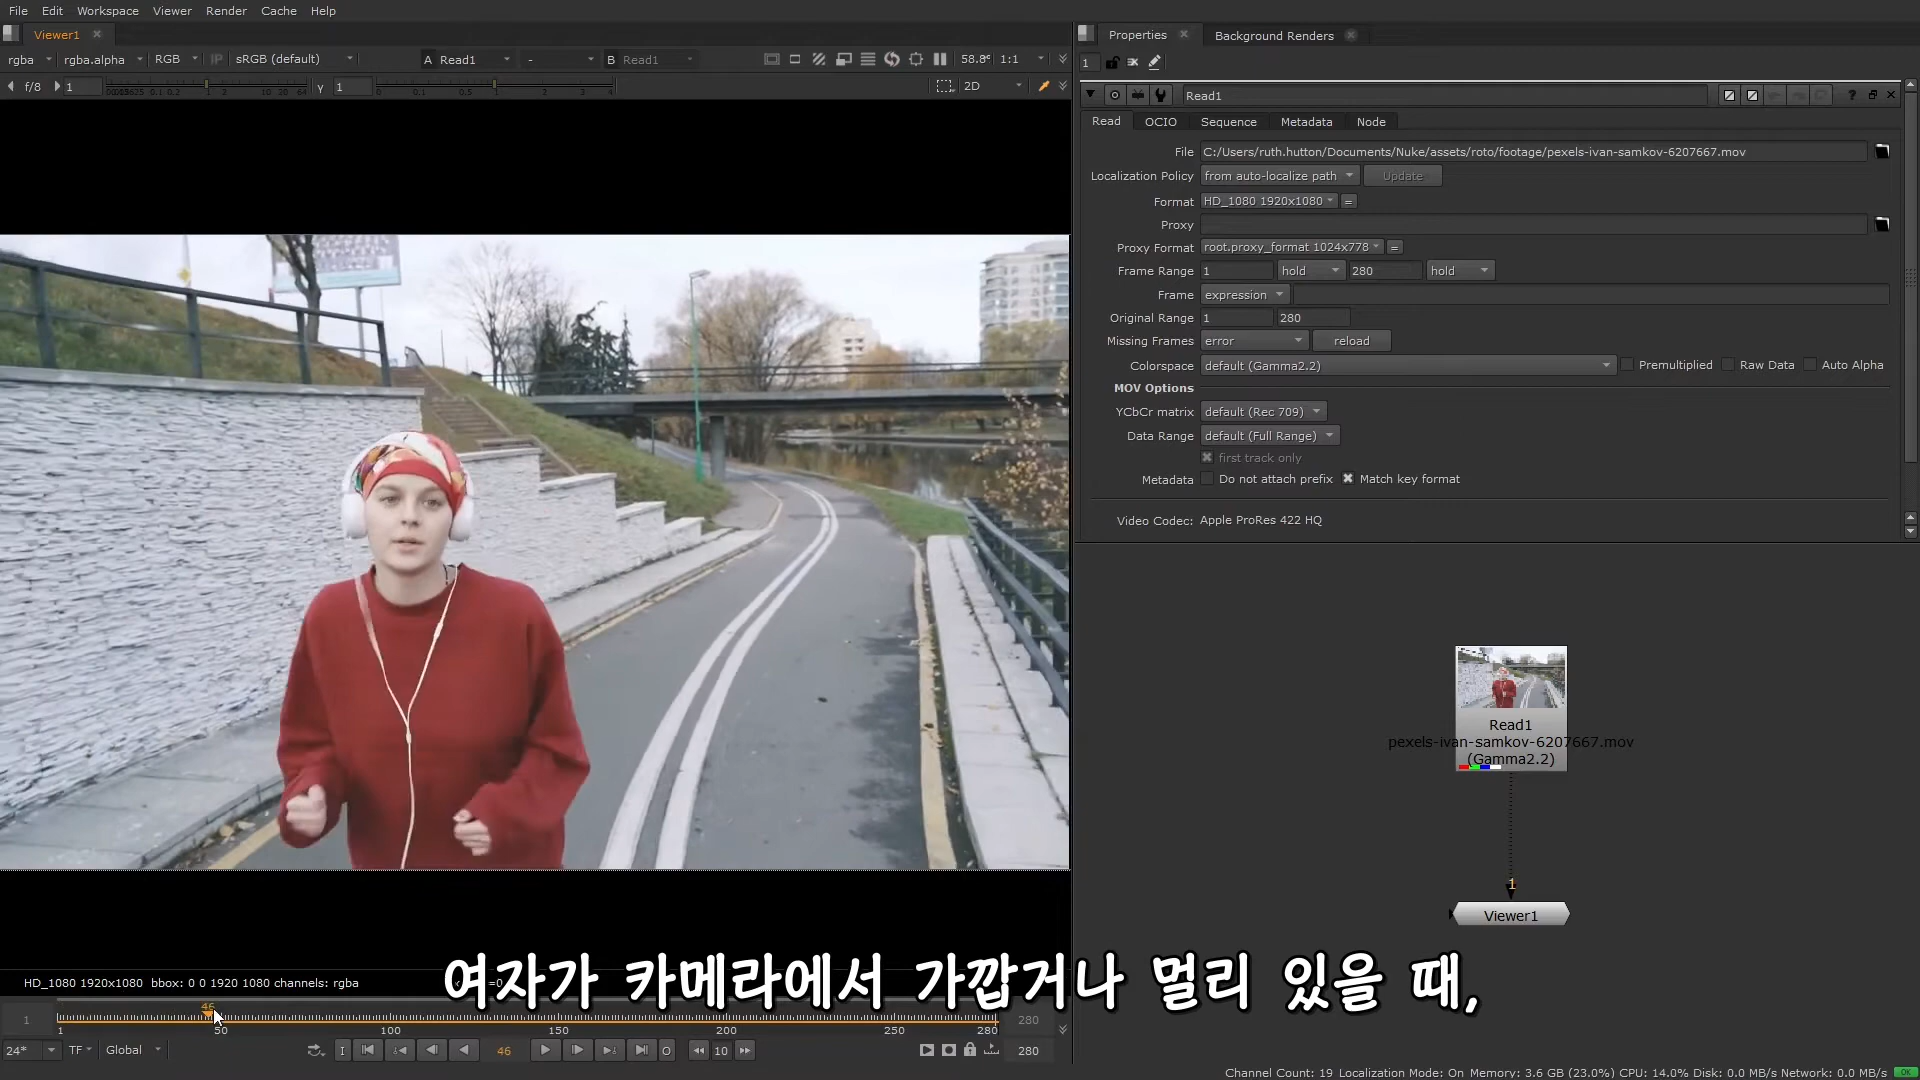 File Edit Workspace Viewer Render Cache Help
Viewer1
rgba rgba.alpha RGB IP sRGB (default) A Read1 - B Read1 1:1
f/8 1 γ 1 2D
HD_1080 1920x1080 bbox: 0 0 1920 1080 channels: rgba
46
1 1 50 100 150 200 250 280 280
24* TF Global I 46 O 10 280
Properties Background Renders
1
Read1
Read OCIO Sequence Metadata Node
File C:/Users/ruth.hutton/Documents/Nuke/assets/roto/footage/pexels-ivan-samkov-6207667.mov
Localization Policy from auto-localize path Update
Format HD_1080 1920x1080 =
Proxy
Proxy Format root.proxy_format 1024x778 =
Frame Range 1 hold 280 hold
Frame expression
Original Range 1 280
Missing Frames error reload
Colorspace default (Gamma2.2) Premultiplied Raw Data Auto Alpha
MOV Options
YCbCr matrix default (Rec 709)
Data Range default (Full Range)
first track only
Metadata Do not attach prefix Match key format
Video Codec: Apple ProRes 422 HQ
Read1
pexels-ivan-samkov-6207667.mov
(Gamma2.2)
1
Viewer1
여자가 카메라에서 가깝거나 멀리 있을 때,
Channel Count: 19 Localization Mode: On Memory: 3.6 GB (23.0%) CPU: 14.0% Disk: 0.0 MB/s Network: 0.0 MB/s OK